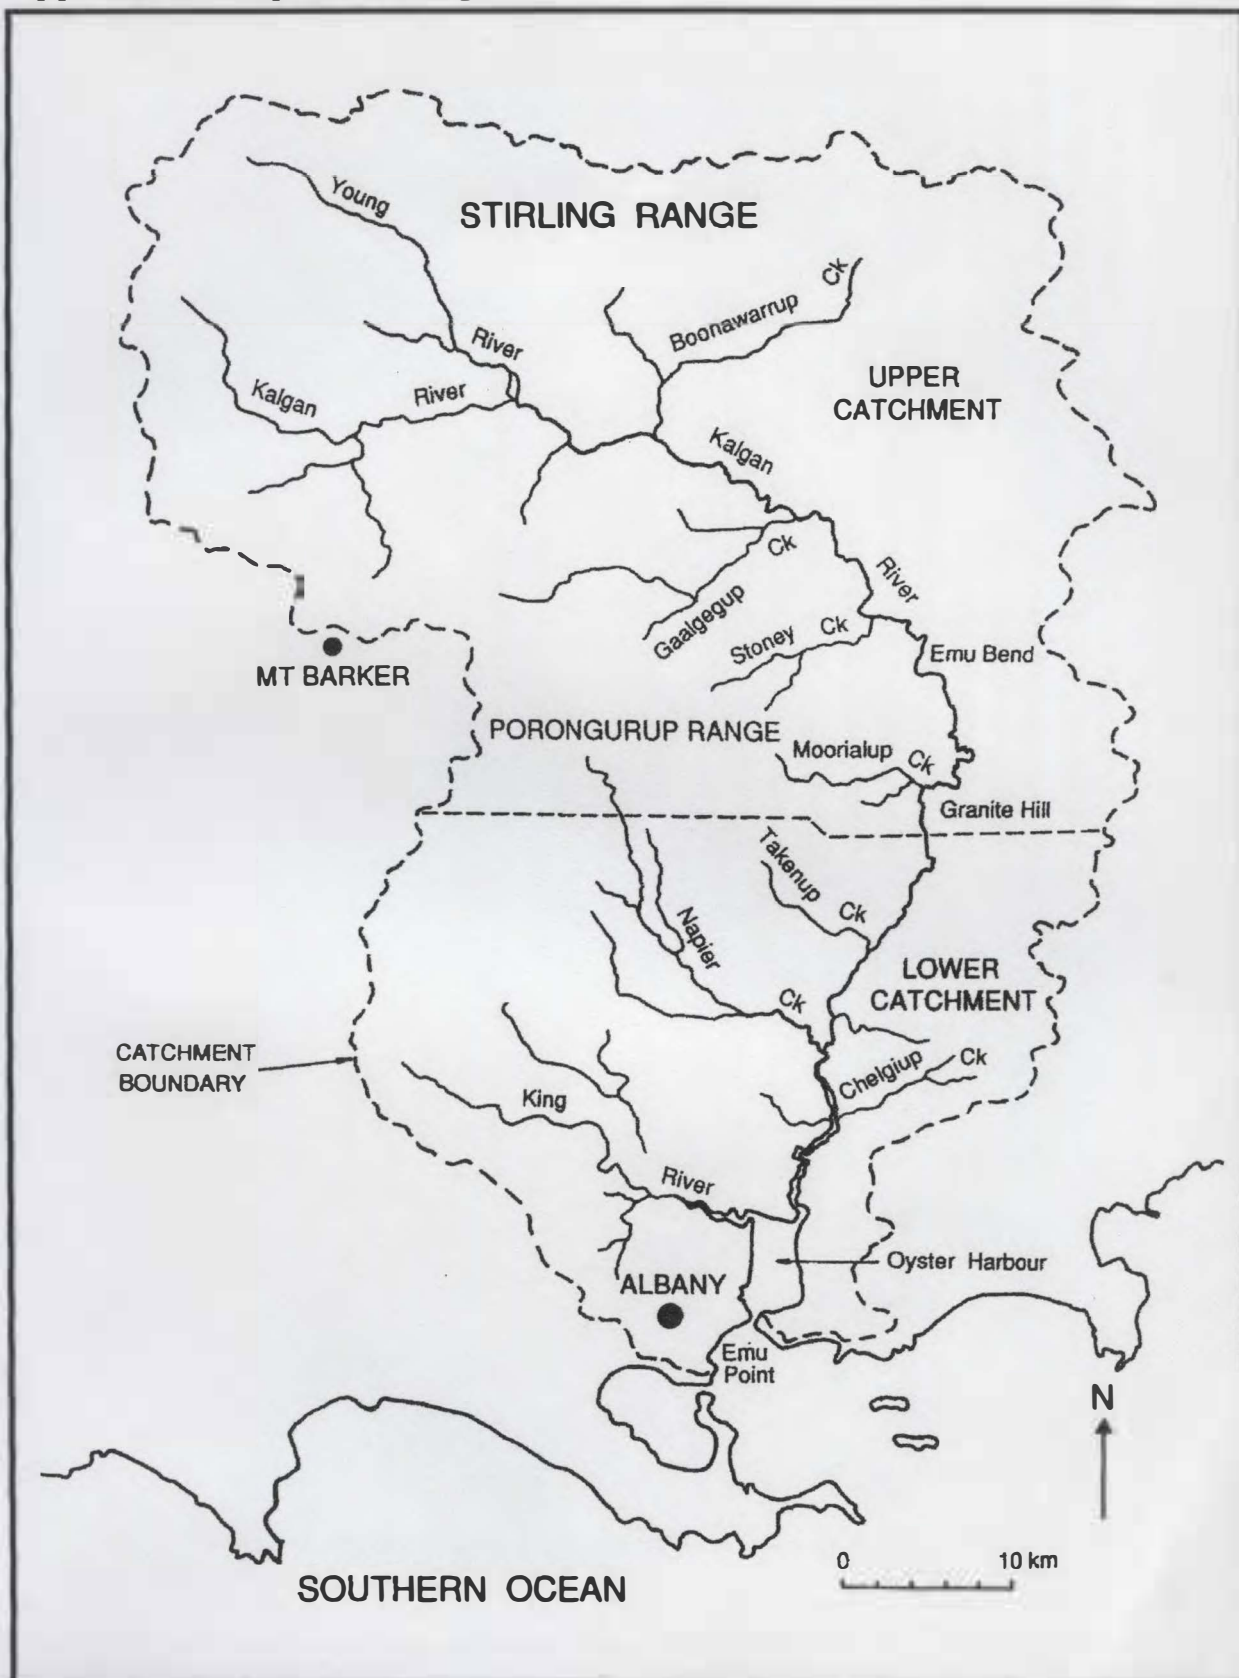 Young
STIRLING RANGE
River
Boonawarrup Ck
Kalgan River
UPPER
CATCHMENT
Kalgan
River
Gaalgegup Ck
Stoney Ck
Emu Bend
MT BARKER
PORONGURUP RANGE
Moorialup Ck
Granite Hill
Takenup Ck
Napier Ck
LOWER
CATCHMENT
CATCHMENT
BOUNDARY
Chelgiup Ck
King
River
Oyster Harbour
ALBANY
Emu
Point
N
0 10 km
SOUTHERN OCEAN